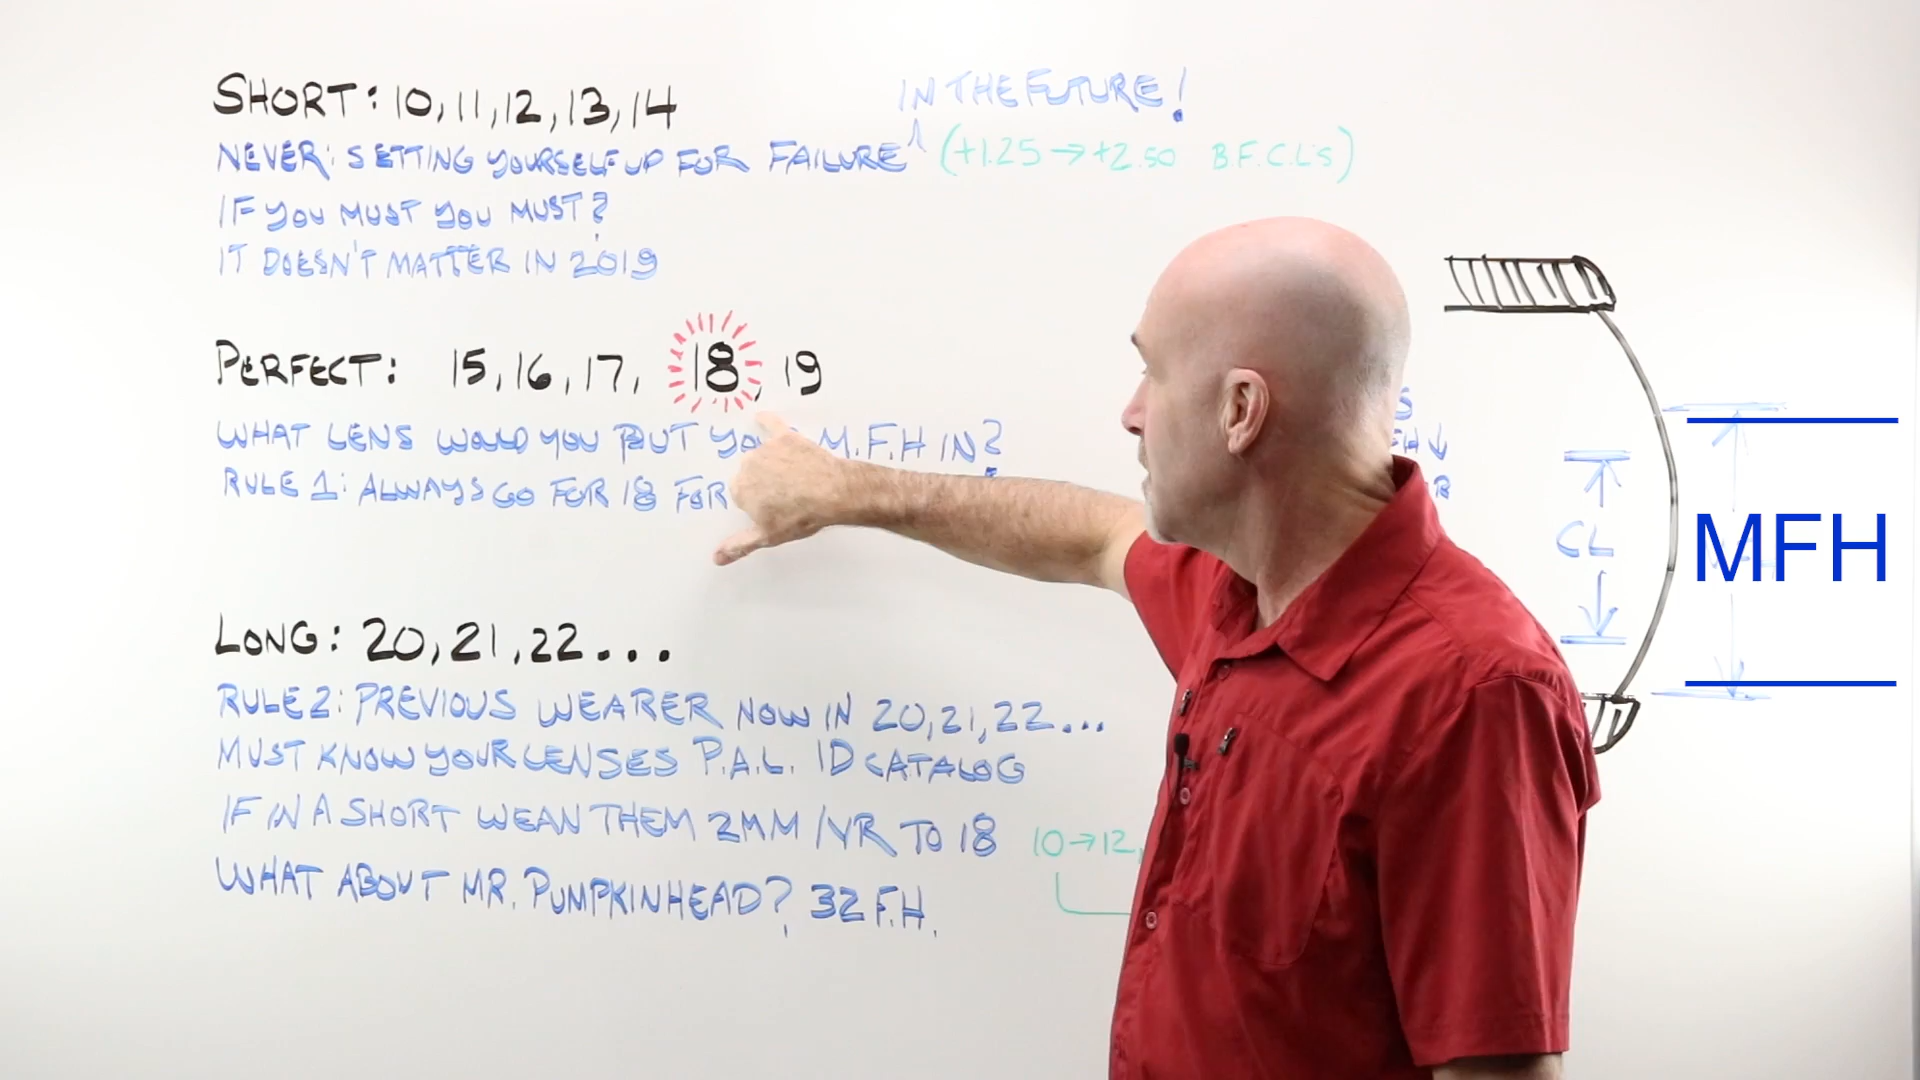 SHORT: 10, 11, 12, 13, 14
IN THE FUTURE!
NEVER: SETTING YOURSELF UP FOR FAILURE ^ (+1.25 → +2.50 B.F.C.L'S)
IF YOU MUST YOU MUST?
IT DOESN'T MATTER IN 2019
PERFECT: 15, 16, 17, 18, 19
WHAT LENS WOULD YOU PUT M.F.H IN?
RULE 1: ALWAYS GO FOR 18 FOR
LONG: 20, 21, 22...
RULE 2: PREVIOUS WEARER NOW IN 20, 21, 22...
MUST KNOW YOUR LENSES P.A.L. ID CATALOG
IF IN A SHORT WEAN THEM 2MM/YR TO 18
10 → 12,
WHAT ABOUT MR. PUMPKINHEAD? 32 F.H.
CL
MFH